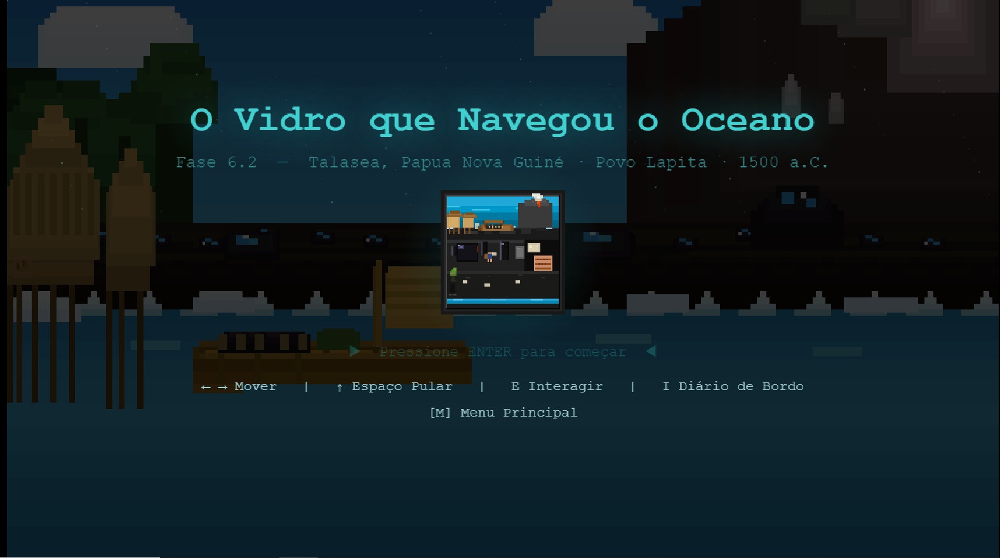 O Vidro que Navegou o Oceano
Fase 6.2 — Talasea, Papua Nova Guiné · Povo Lapita · 1500 a.C.
▶ Pressione ENTER para começar ◀
← → Mover | ↑ Espaço Pular | E Interagir | I Diário de Bordo
[M] Menu Principal